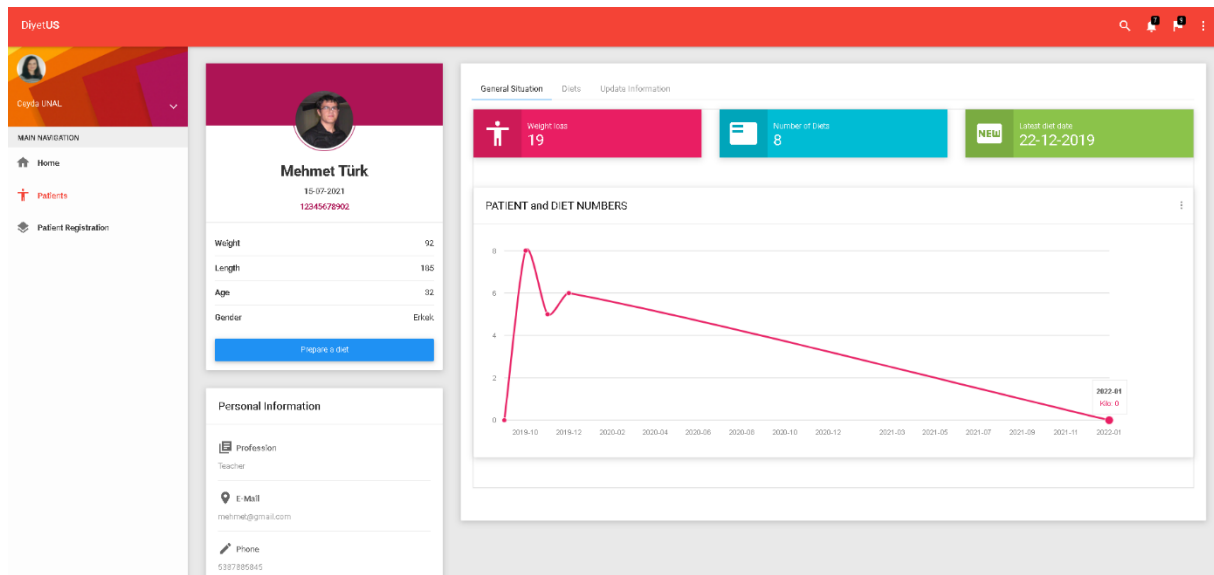 DiyetUS
7
9
Ceyda UNAL
MAIN NAVIGATION
Home
Patients
Patient Registration
Mehmet Türk
15-07-2021
12345678902
Weight 92
Length 185
Age 32
Gender Erkek
Prepare a diet
Personal Information
Profession
Teacher
E-Mail
mehmet@gmail.com
Phone
5387885845
General Situation Diets Update Information
Weight loss
19
Number of Diets
8
NEW
Latest diet date
22-12-2019
PATIENT and DIET NUMBERS
8
6
4
2
0
2022-01
Kilo: 0
2019-10 2019-12 2020-02 2020-04 2020-06 2020-08 2020-10 2020-12 2021-03 2021-05 2021-07 2021-09 2021-11 2022-01